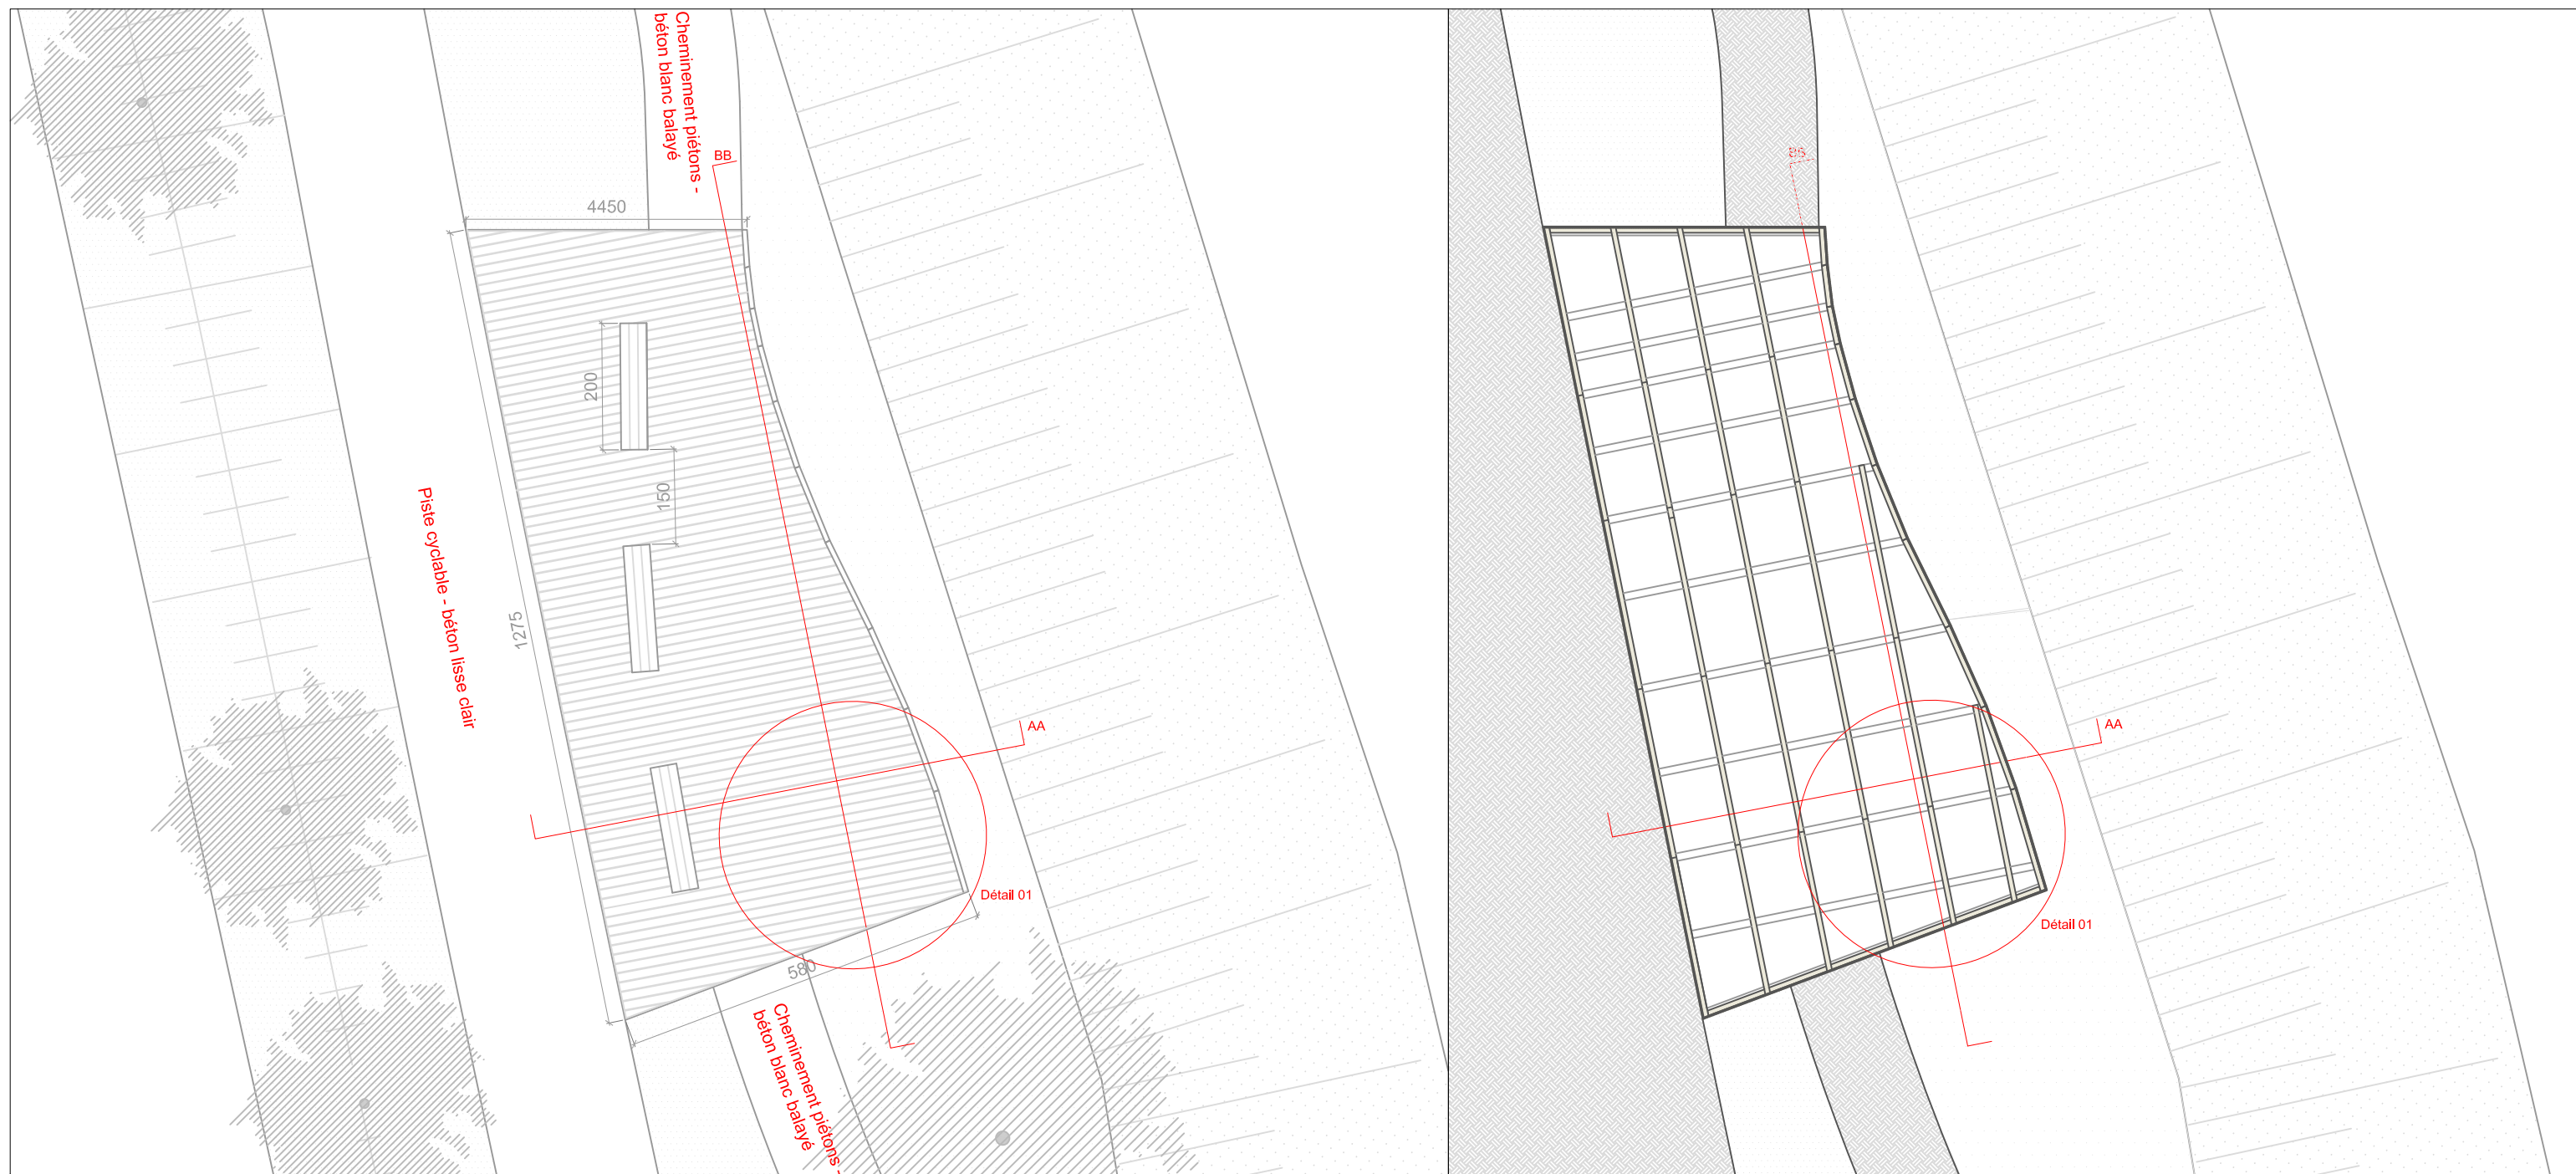 Cheminement piétons -
béton blanc balayé
BB
4450
200
150
1275
Piste cyclable - béton lisse clair
AA
Détail 01
580
Cheminement piétons -
béton blanc balayé
BB
AA
Détail 01